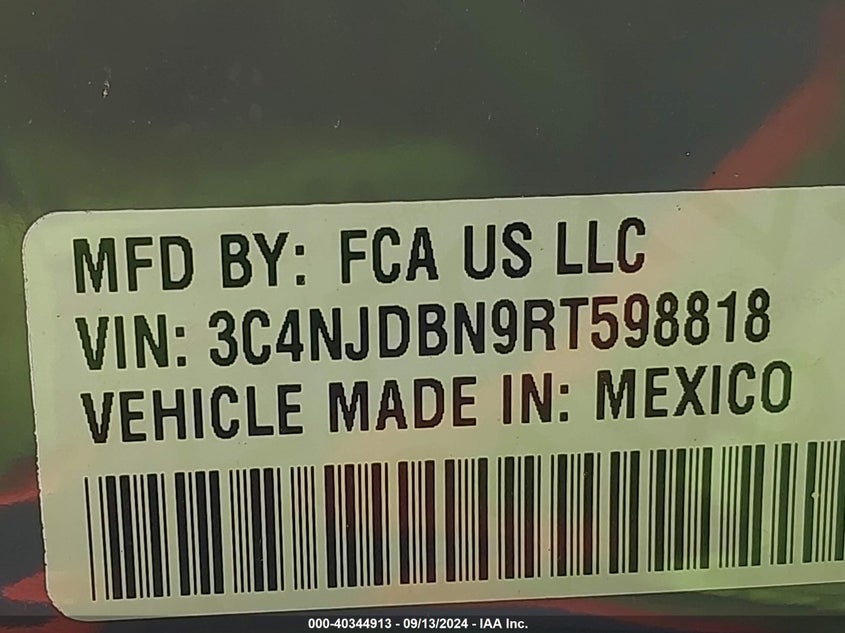 MFD BY: FCA US LLC
VIN: 3C4NJDBN9RT598818
VEHICLE MADE IN: MEXICO
000-40344913 - 09/13/2024 - IAA Inc.